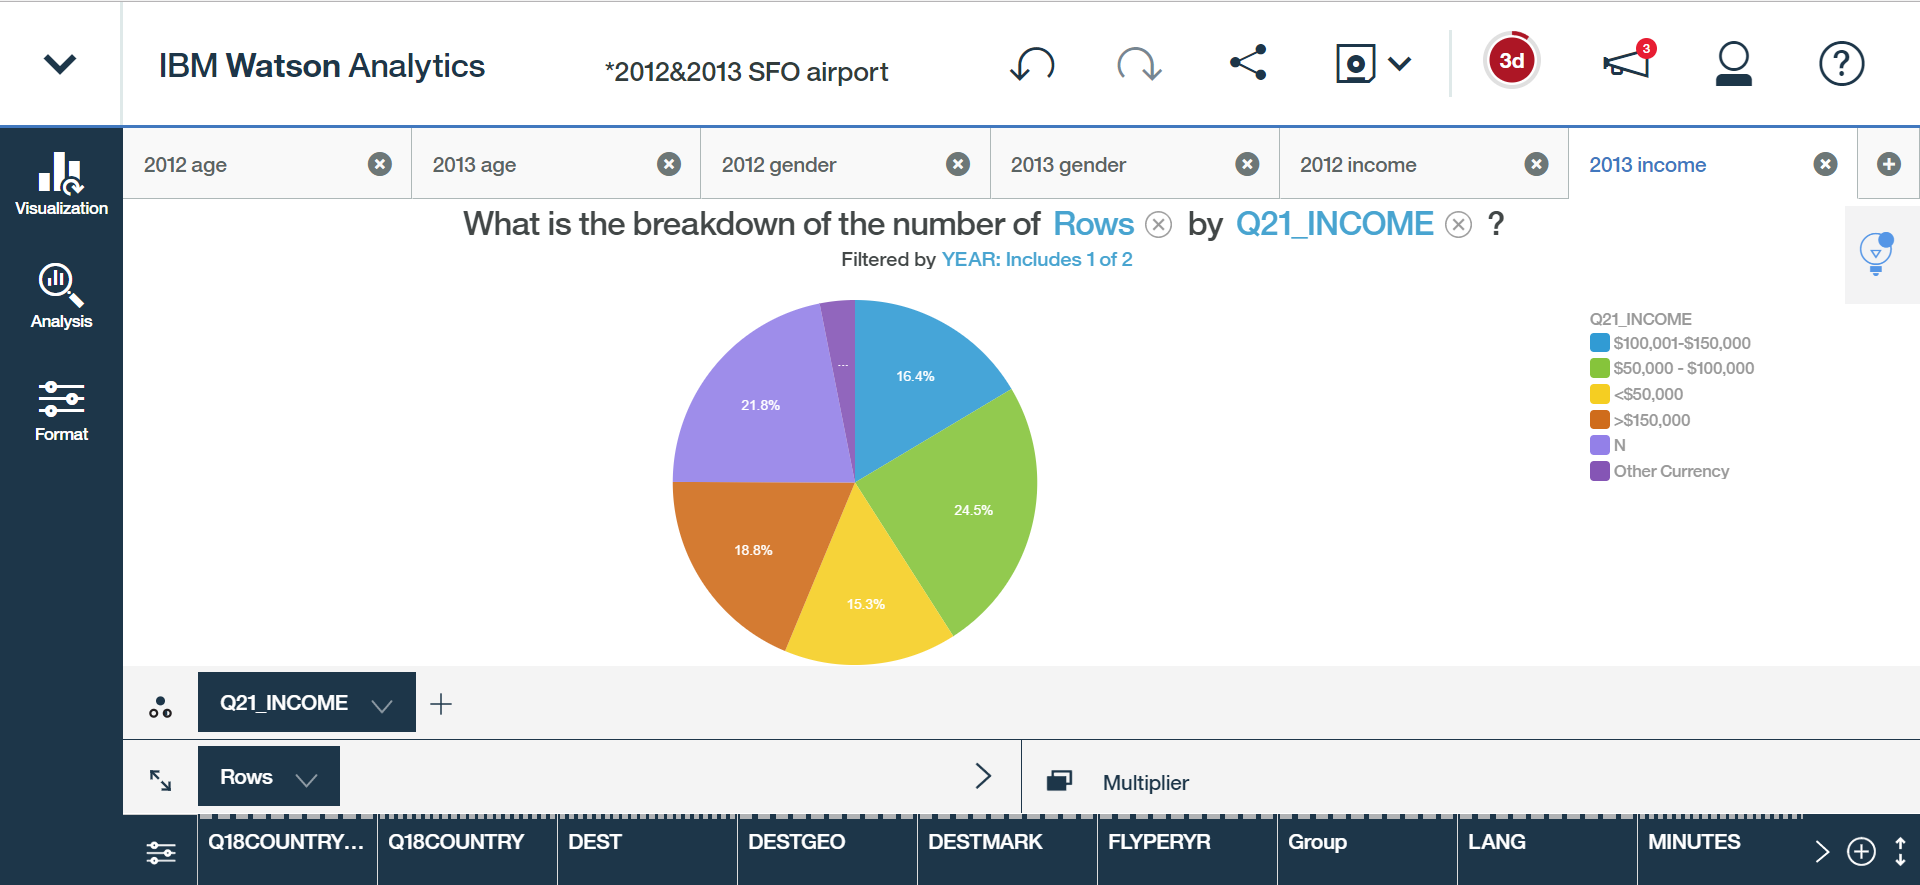 IBM Watson Analytics
*2012&2013 SFO airport
3d
3
?
Visualization
Analysis
Format
2012 age
2013 age
2012 gender
2013 gender
2012 income
2013 income
What is the breakdown of the number of Rows by Q21_INCOME ?
Filtered by YEAR: Includes 1 of 2
...
16.4%
21.8%
24.5%
18.8%
15.3%
Q21_INCOME
$100,001-$150,000
$50,000 - $100,000
<$50,000
>$150,000
N
Other Currency
Q21_INCOME
Rows
Multiplier
Q18COUNTRY...
Q18COUNTRY
DEST
DESTGEO
DESTMARK
FLYPERYR
Group
LANG
MINUTES